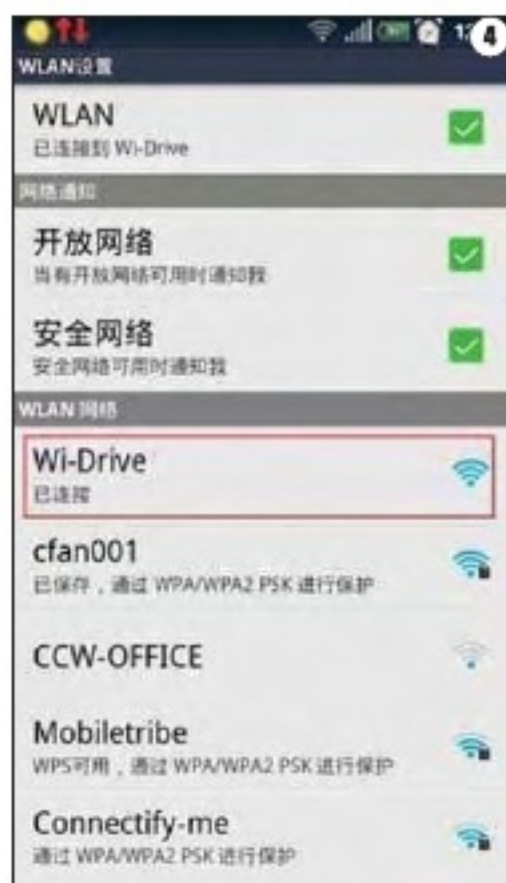 4
WLAN设置
WLAN
已连接到 Wi-Drive
网络通知
开放网络
当有开放网络可用时通知我
安全网络
安全网络可用时通知我
WLAN 网络
Wi-Drive
已连接
cfan001
已保存，通过 WPA/WPA2 PSK 进行保护
CCW-OFFICE
Mobiletribe
WPS可用，通过 WPA/WPA2 PSK 进行保护
Connectify-me
通过 WPA/WPA2 PSK 进行保护